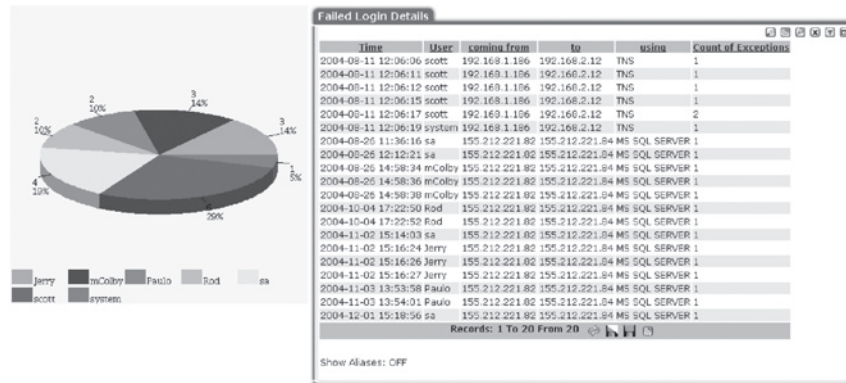 3
14%
3
14%
1
5%
6
29%
4
19%
2
10%
2
10%
Jerry mColby Paulo Rod sa
scott system
Failed Login Details
Time User coming from to using Count of Exceptions
2004-08-11 12:06:06 scott 192.168.1.186 192.168.2.12 TNS 1
2004-08-11 12:06:11 scott 192.168.1.186 192.168.2.12 TNS 1
2004-08-11 12:06:12 scott 192.168.1.186 192.168.2.12 TNS 1
2004-08-11 12:06:15 scott 192.168.1.186 192.168.2.12 TNS 1
2004-08-11 12:06:17 scott 192.168.1.186 192.168.2.12 TNS 2
2004-08-11 12:06:19 system 192.168.1.186 192.168.2.12 TNS 1
2004-08-26 11:36:16 sa 155.212.221.82 155.212.221.84 MS SQL SERVER 1
2004-08-26 12:12:21 sa 155.212.221.82 155.212.221.84 MS SQL SERVER 1
2004-08-26 14:58:34 mColby 155.212.221.82 155.212.221.84 MS SQL SERVER 1
2004-08-26 14:58:36 mColby 155.212.221.82 155.212.221.84 MS SQL SERVER 1
2004-08-26 14:58:38 mColby 155.212.221.82 155.212.221.84 MS SQL SERVER 1
2004-10-04 17:22:50 Rod 155.212.221.82 155.212.221.84 MS SQL SERVER 1
2004-10-04 17:22:52 Rod 155.212.221.82 155.212.221.84 MS SQL SERVER 1
2004-11-02 15:14:03 sa 155.212.221.82 155.212.221.84 MS SQL SERVER 1
2004-11-02 15:16:24 Jerry 155.212.221.82 155.212.221.84 MS SQL SERVER 1
2004-11-02 15:16:26 Jerry 155.212.221.82 155.212.221.84 MS SQL SERVER 1
2004-11-02 15:16:27 Jerry 155.212.221.82 155.212.221.84 MS SQL SERVER 1
2004-11-03 13:53:58 Paulo 155.212.221.82 155.212.221.84 MS SQL SERVER 1
2004-11-03 13:54:01 Paulo 155.212.221.82 155.212.221.84 MS SQL SERVER 1
2004-12-01 15:18:56 sa 155.212.221.82 155.212.221.84 MS SQL SERVER 1
Records: 1 To 20 From 20
Show Aliases: OFF